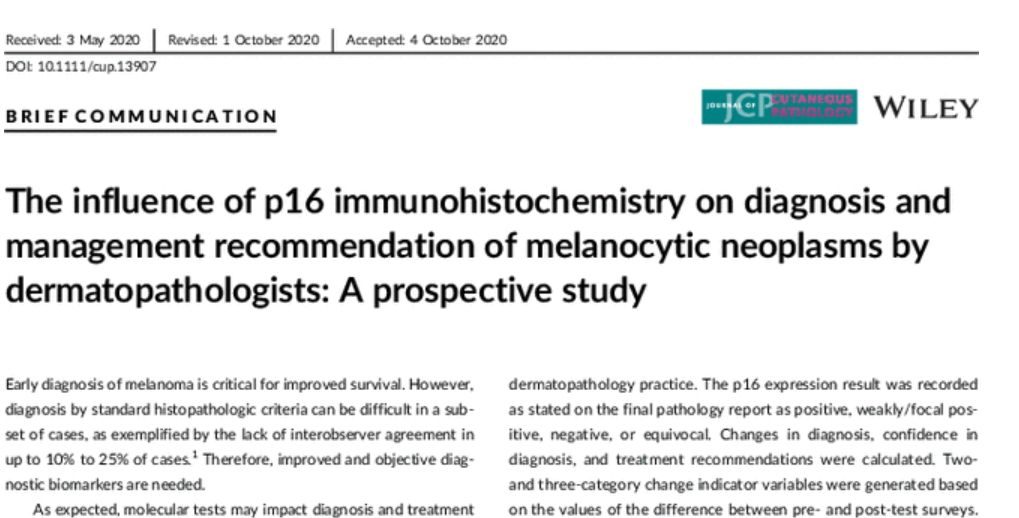 Received: 3 May 2020 | Revised: 1 October 2020 | Accepted: 4 October 2020
DOI: 10.1111/cup.13907
JOURNAL OF JCP CUTANEOUS PATHOLOGY WILEY
BRIEF COMMUNICATION
The influence of p16 immunohistochemistry on diagnosis and
management recommendation of melanocytic neoplasms by
dermatopathologists: A prospective study
Early diagnosis of melanoma is critical for improved survival. However,
diagnosis by standard histopathologic criteria can be difficult in a sub-
set of cases, as exemplified by the lack of interobserver agreement in
up to 10% to 25% of cases.¹ Therefore, improved and objective diag-
nostic biomarkers are needed.
As expected, molecular tests may impact diagnosis and treatment
dermatopathology practice. The p16 expression result was recorded
as stated on the final pathology report as positive, weakly/focal pos-
itive, negative, or equivocal. Changes in diagnosis, confidence in
diagnosis, and treatment recommendations were calculated. Two-
and three-category change indicator variables were generated based
on the values of the difference between pre- and post-test surveys.